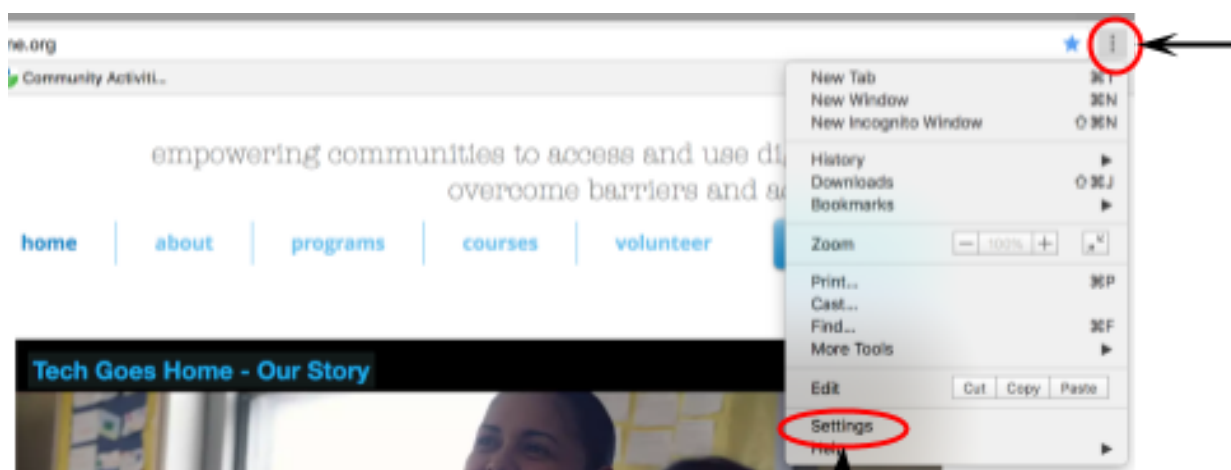 ne.org
Community Activiti...
New Tab ⌘T
New Window ⌘N
New Incognito Window ⇧⌘N
empowering communities to access and use di
overcome barriers and a
History
Downloads ⇧⌘J
Bookmarks
home about programs courses volunteer
Zoom − 100% +
Print... ⌘P
Cast...
Find... ⌘F
More Tools
Tech Goes Home - Our Story
Edit Cut Copy Paste
Settings
Help